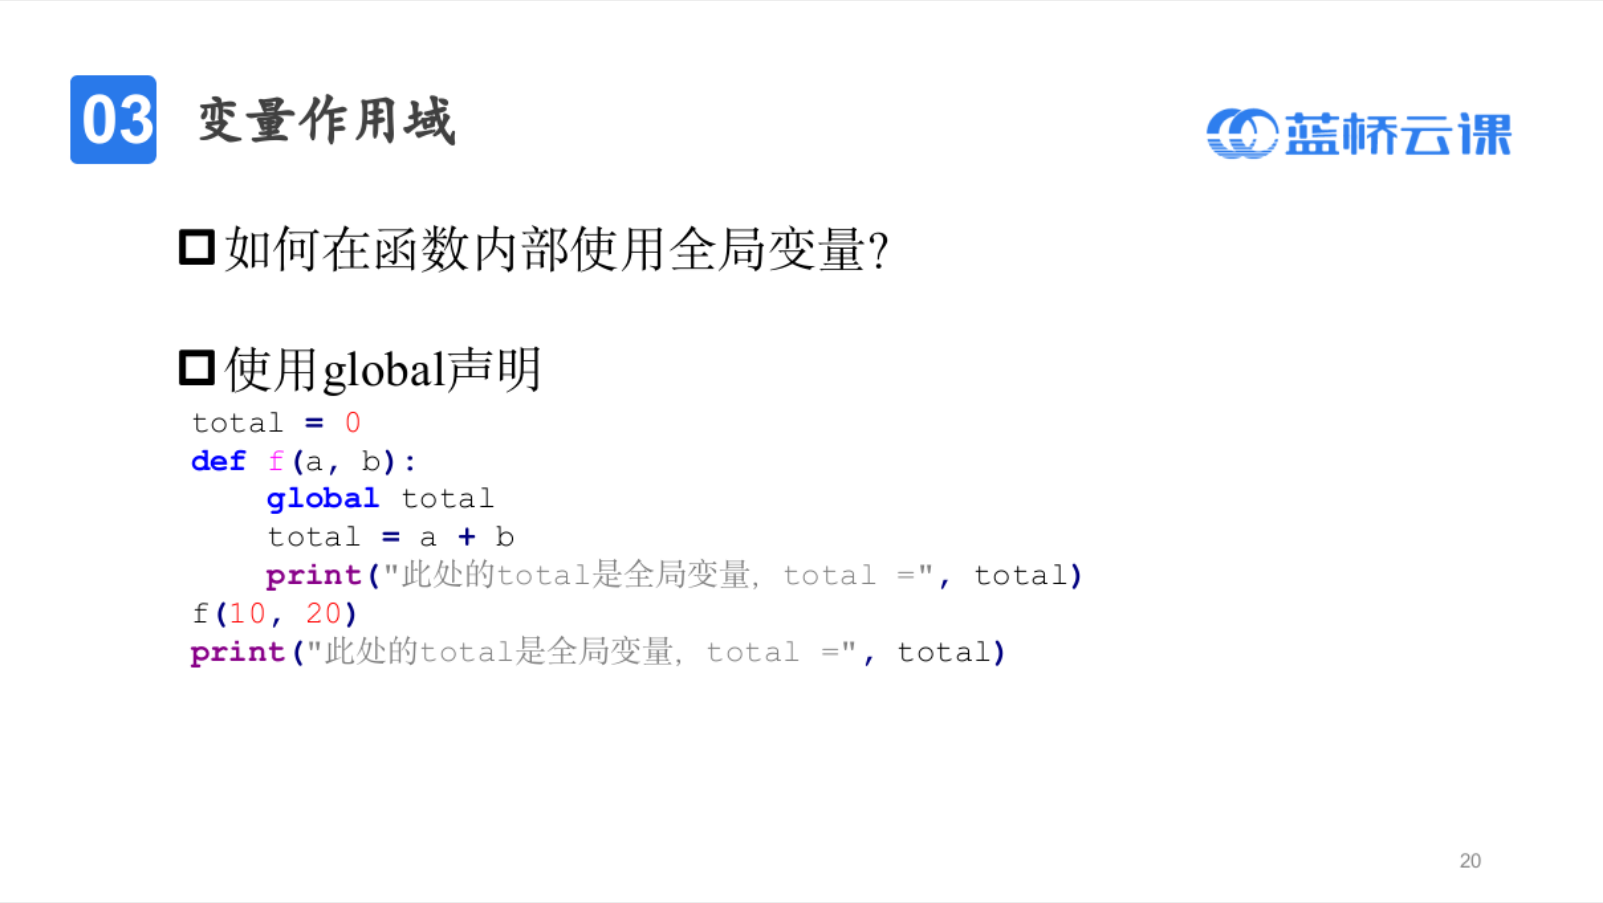 03 变量作用域
蓝桥云课
如何在函数内部使用全局变量?
使用global声明
total = 0
def f(a, b):
    global total
    total = a + b
    print("此处的total是全局变量, total =", total)
f(10, 20)
print("此处的total是全局变量, total =", total)
20